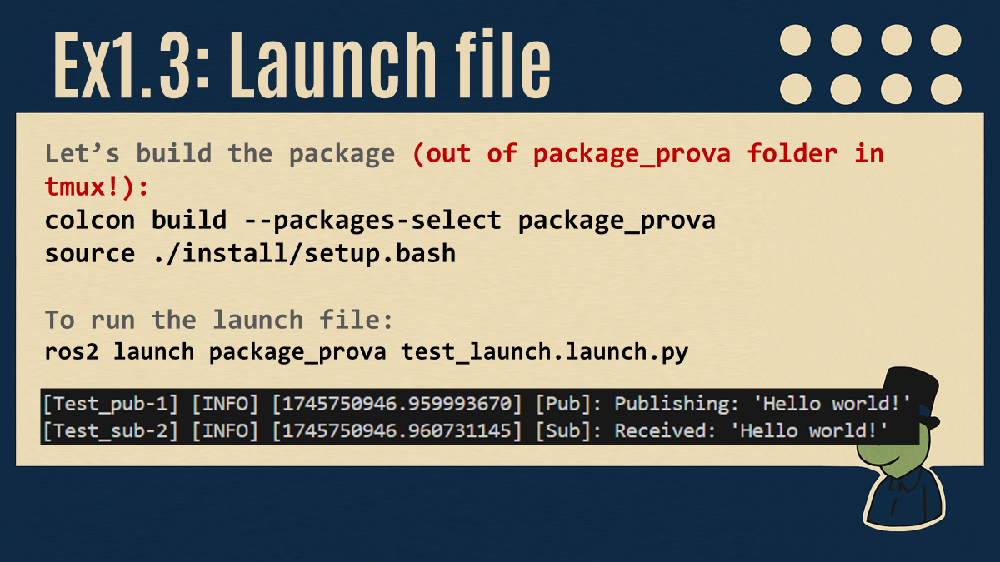 Ex1.3: Launch file
Let’s build the package (out of package_prova folder in
tmux!):
colcon build --packages-select package_prova
source ./install/setup.bash
To run the launch file:
ros2 launch package_prova test_launch.launch.py
[Test_pub-1] [INFO] [1745750946.959993670] [Pub]: Publishing: 'Hello world!'
[Test_sub-2] [INFO] [1745750946.960731145] [Sub]: Received: 'Hello world!'